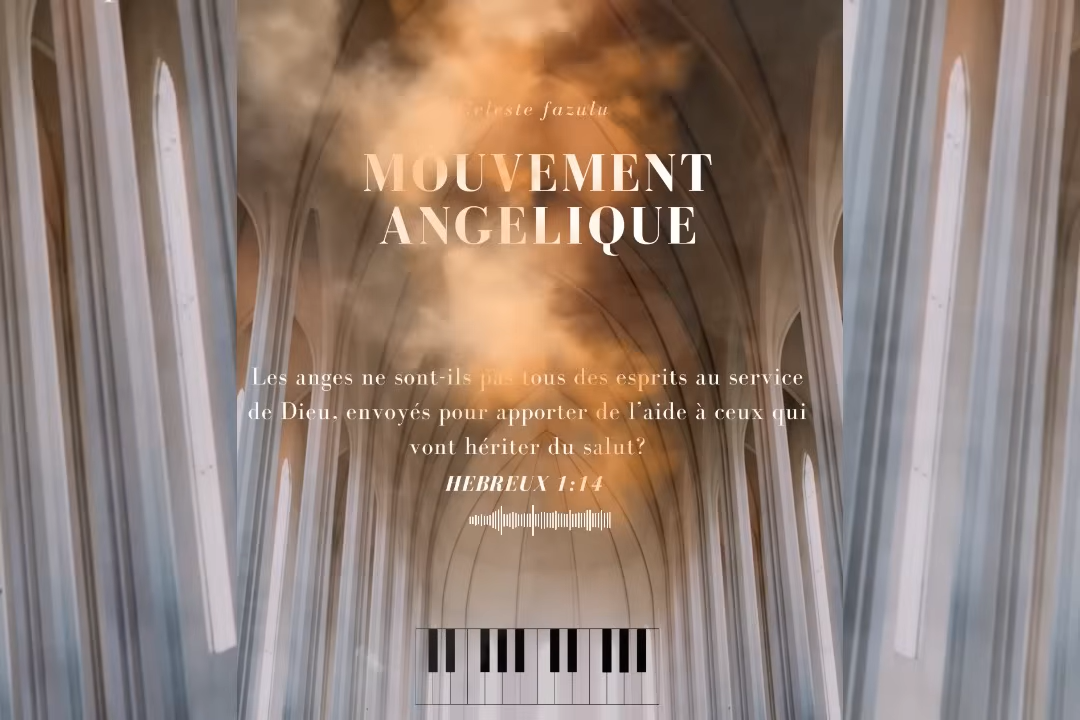 Celeste fazulu
MOUVEMENT
ANGELIQUE
Les anges ne sont-ils pas tous des esprits au service
de Dieu, envoyés pour apporter de l'aide à ceux qui
vont hériter du salut?
HEBREUX 1:14